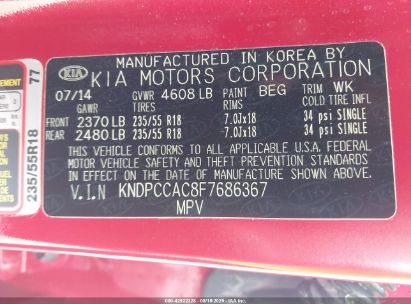 MANUFACTURED IN KOREA BY
KIA KIA MOTORS CORPORATION
07/14 GVWR 4608 LB PAINT BEG TRIM WK
GAWR TIRES RIMS COLD TIRE INFL
FRONT 2370 LB 235/55 R18 7.0Jx18 34 psi SINGLE
REAR 2480 LB 235/55 R18 -7.0Jx18 34 psi SINGLE
THIS VEHICLE CONFORMS TO ALL APPLICABLE U.S.A. FEDERAL
MOTOR VEHICLE SAFETY AND THEFT PREVENTION STANDARDS
IN EFFECT ON THE DATE OF MANUFACTURE SHOWN ABOVE.
V.I.N KNDPCCAC8F7686367
MPV
77
235/55R18